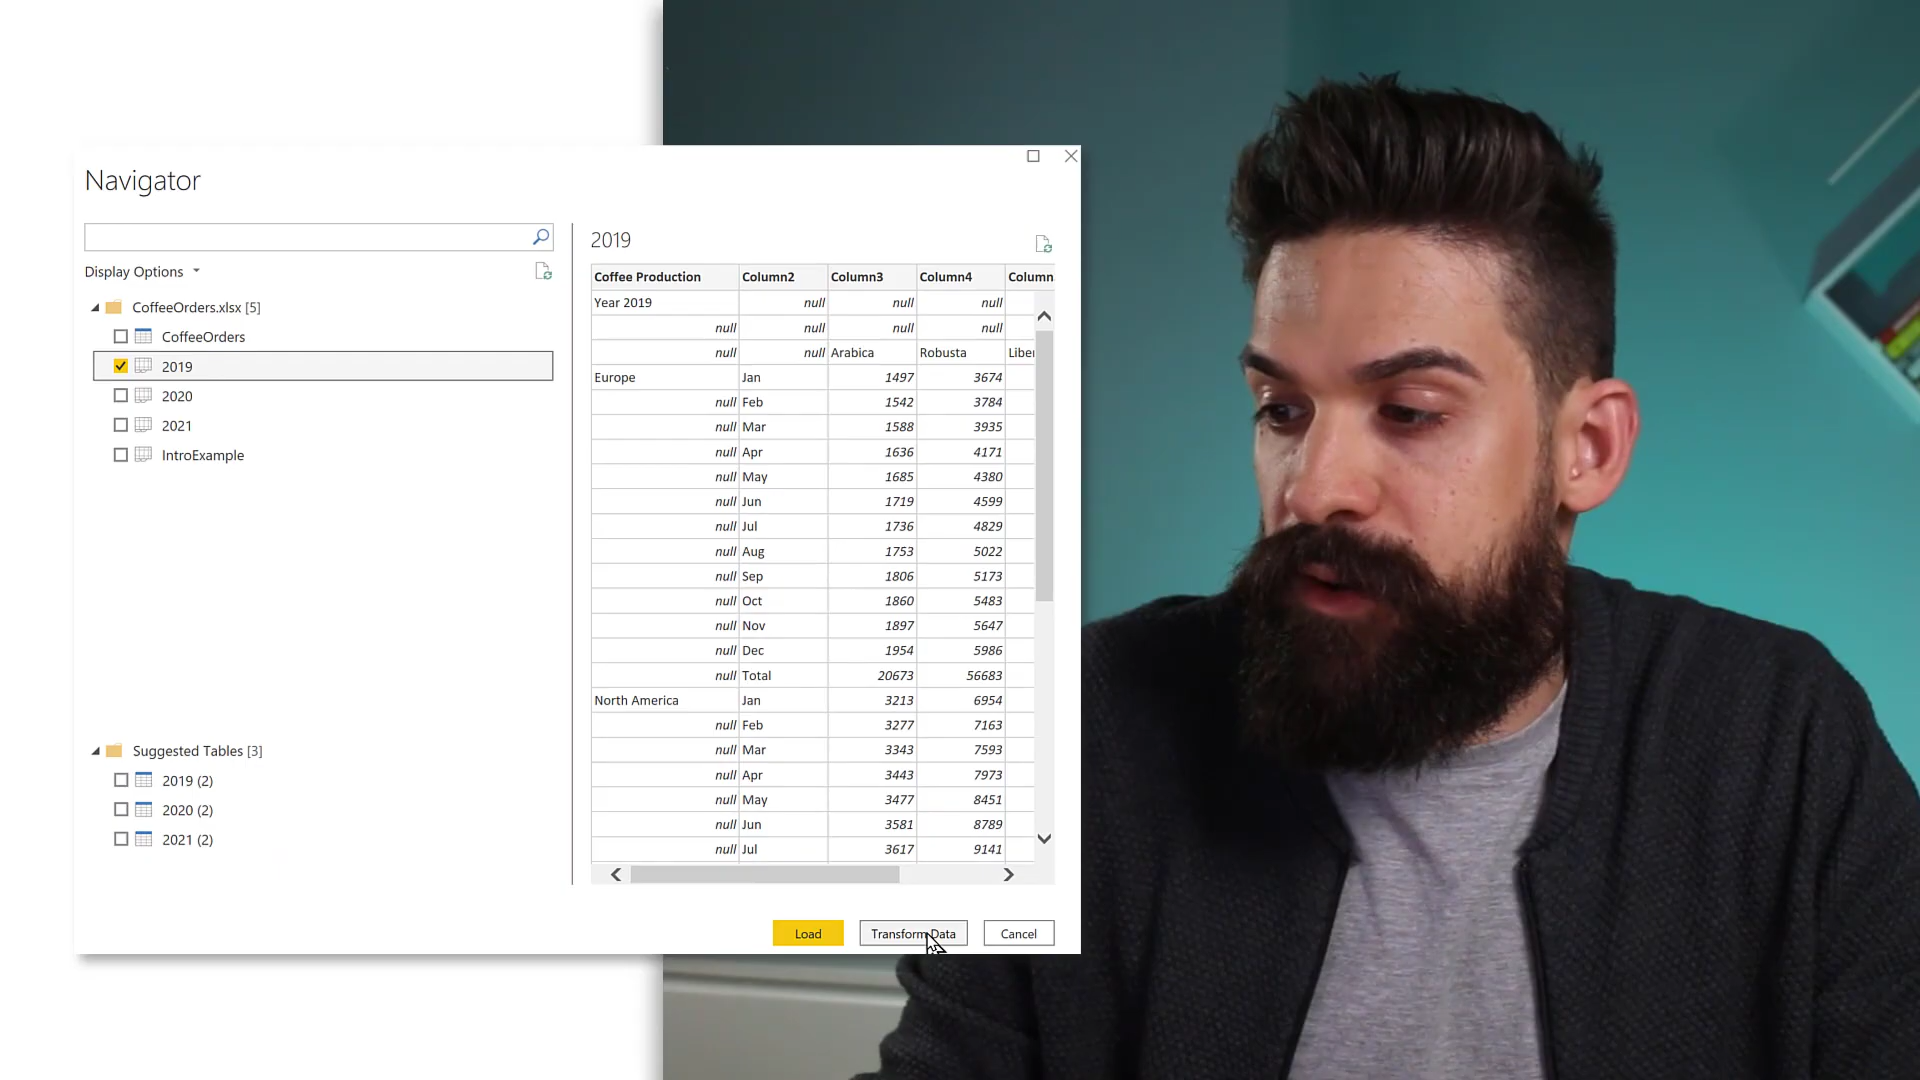 Navigator
Display Options
CoffeeOrders.xlsx [5]
CoffeeOrders
2019
2020
2021
IntroExample
Suggested Tables [3]
2019 (2)
2020 (2)
2021 (2)
2019
Coffee Production Column2 Column3 Column4 Column
Year 2019 null null null
null null null null
null null Arabica Robusta Liber
Europe Jan 1497 3674
null Feb 1542 3784
null Mar 1588 3935
null Apr 1636 4171
null May 1685 4380
null Jun 1719 4599
null Jul 1736 4829
null Aug 1753 5022
null Sep 1806 5173
null Oct 1860 5483
null Nov 1897 5647
null Dec 1954 5986
null Total 20673 56683
North America Jan 3213 6954
null Feb 3277 7163
null Mar 3343 7593
null Apr 3443 7973
null May 3477 8451
null Jun 3581 8789
null Jul 3617 9141
Load Transform Data Cancel